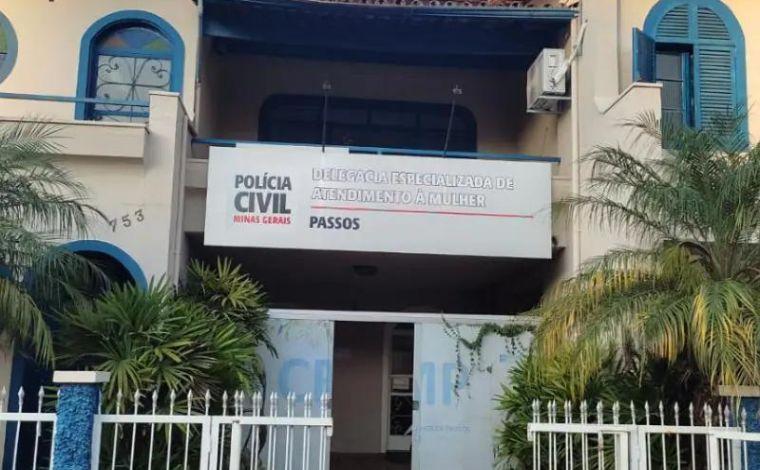 POLÍCIA
CIVIL
MINAS GERAIS
DELEGACIA ESPECIALIZADA DE
ATENDIMENTO À MULHER
PASSOS
753